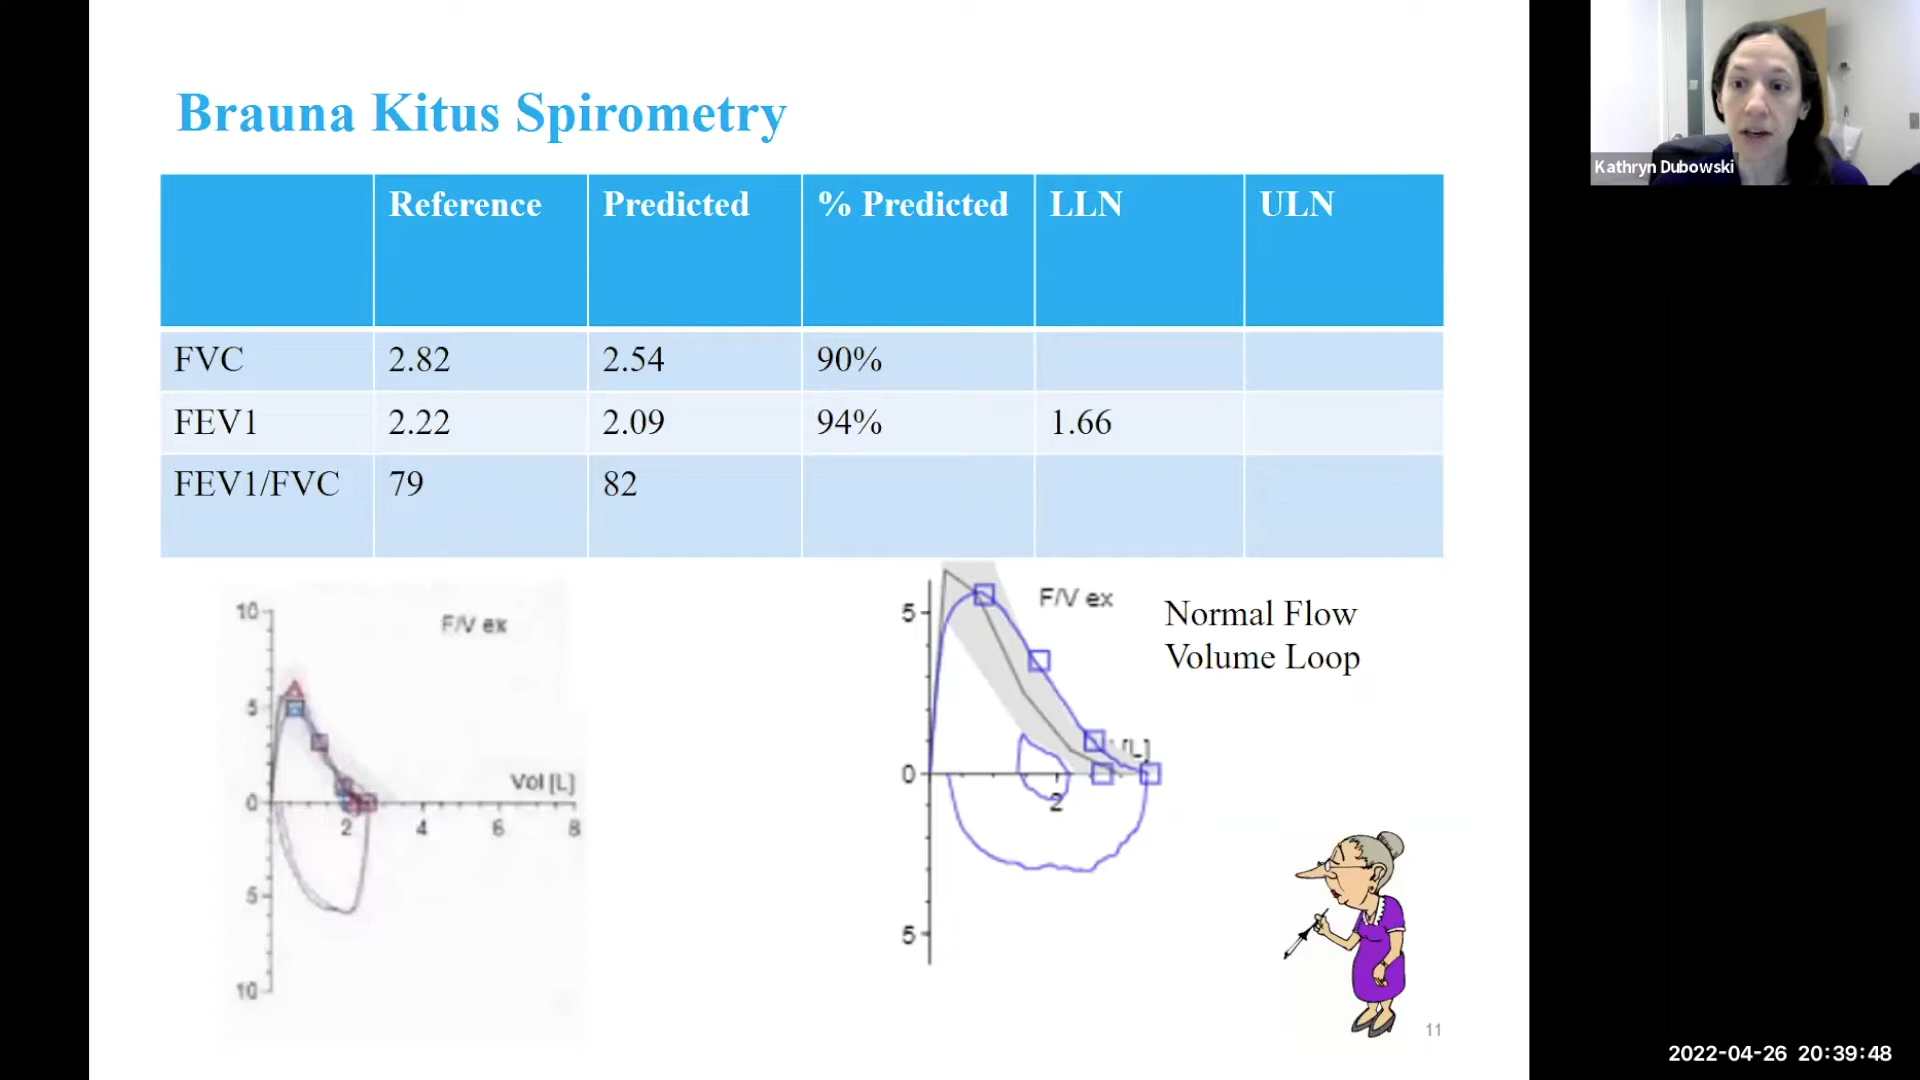 Brauna Kitus Spirometry
Reference Predicted % Predicted LLN ULN
FVC 2.82 2.54 90%
FEV1 2.22 2.09 94% 1.66
FEV1/FVC 79 82
10
F/V ex
5
Vol [L]
0
2 4 6 8
5
10
5
F/V ex
[L]
0
2
5
Normal Flow
Volume Loop
11
Kathryn Dubowski
2022-04-26 20:39:48